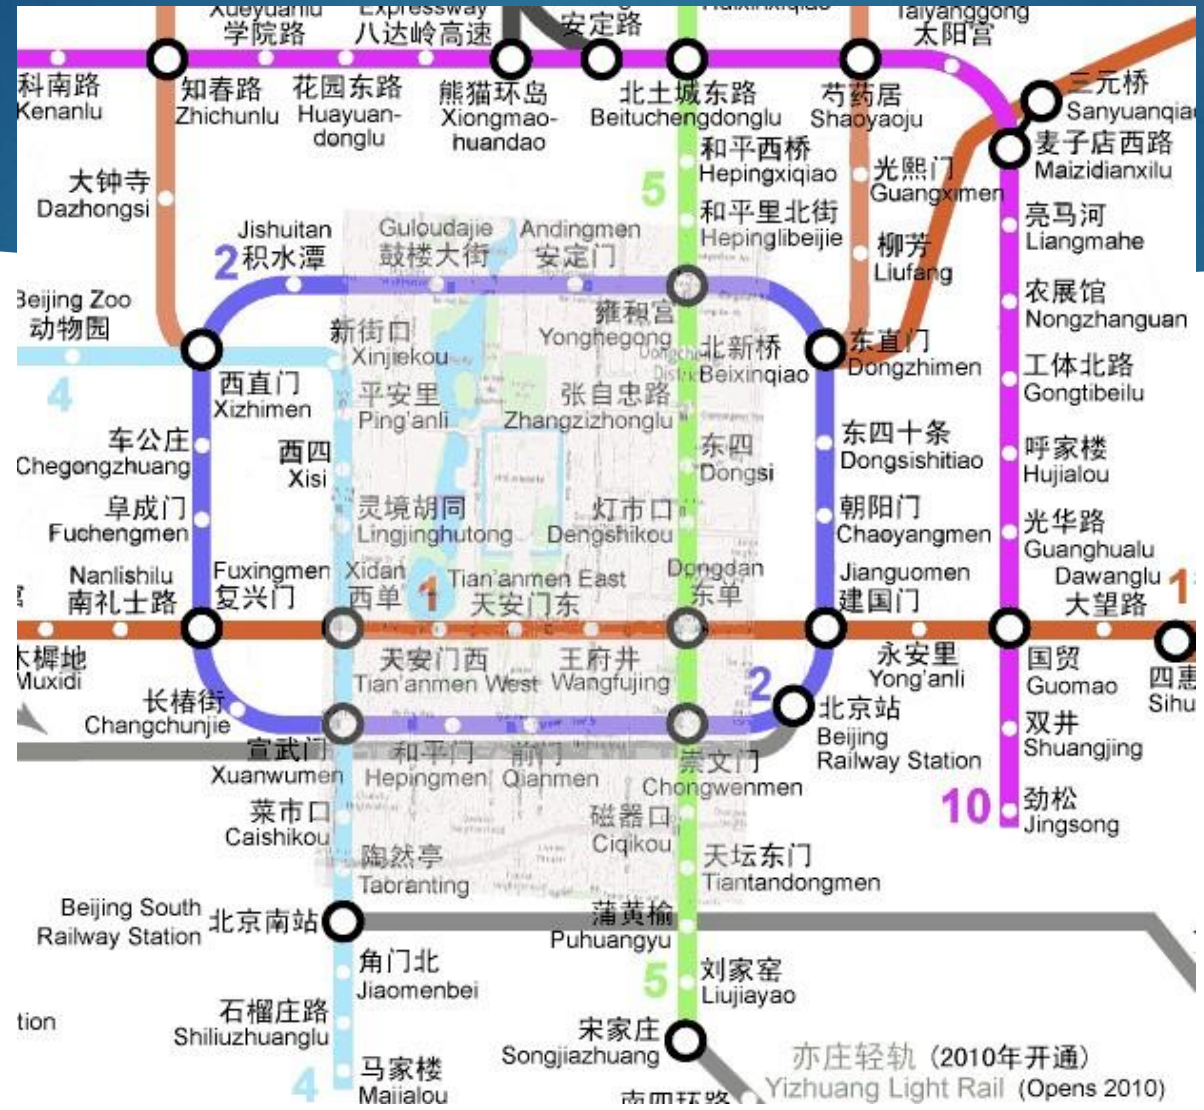 Xueyuanlu
Expressway
安定路
Taiyanggong
学院路
八达岭高速
太阳宫
科南路
Kenanlu
知春路
Zhichunlu
花园东路
Huayuan-
donglu
熊猫环岛
Xiongmao-
huandao
北土城东路
Beituchengdonglu
芍药居
Shaoyaoju
三元桥
Sanyuanqiao
麦子店西路
Maizidianxilu
和平西桥
Hepingxiqiao
光熙门
Guangximen
大钟寺
Dazhongsi
5
和平里北街
Hepinglibeijie
亮马河
Liangmahe
Jishuitan
2 积水潭
Guloudajie
鼓楼大街
Andingmen
安定门
柳芳
Liufang
Beijing Zoo
动物园
农展馆
Nongzhanguan
雍和宫
Yonghegong
新街口
Xinjiekou
北新桥
Beixinqiao
东直门
Dongzhimen
4
西直门
Xizhimen
平安里
Ping'anli
张自忠路
Zhangzizhonglu
工体北路
Gongtibeilu
车公庄
Chegongzhuang
西四
Xisi
东四
Dongsi
东四十条
Dongsishitiao
呼家楼
Hujialou
阜成门
Fuchengmen
灵境胡同
Lingjinghutong
灯市口
Dengshikou
朝阳门
Chaoyangmen
光华路
Guanghualu
Nanlishilu
南礼士路
Fuxingmen
复兴门
Xidan
西单
1
Tian'anmen East
天安门东
Dongdan
东单
Jianguomen
建国门
Dawanglu
大望路
1
木樨地
Muxidi
天安门西
Tian'anmen West
王府井
Wangfujing
永安里
Yong'anli
国贸
Guomao
四惠
Sihu
长椿街
Changchunjie
2
北京站
Beijing
Railway Station
双井
Shuangjing
宣武门
Xuanwumen
和平门
Hepingmen
前门
Qianmen
崇文门
Chongwenmen
菜市口
Caishikou
磁器口
Ciqikou
10
劲松
Jingsong
陶然亭
Taoranting
天坛东门
Tiantandongmen
Beijing South
Railway Station
北京南站
蒲黄榆
Puhuangyu
角门北
Jiaomenbei
5
刘家窑
Liujiayao
石榴庄路
Shiliuzhuanglu
tion
宋家庄
Songjiazhuang
4
马家楼
Majialou
亦庄轻轨 (2010年开通)
Yizhuang Light Rail (Opens 2010)
南四环路